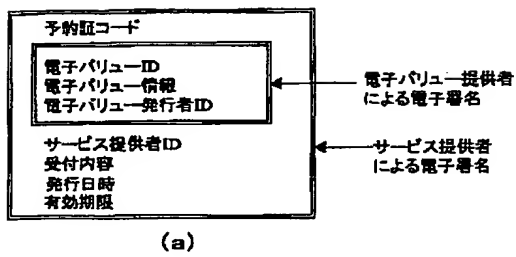 予約証コード
電子バリューID
電子バリュー情報
電子バリュー発行者ID
電子バリュー提供者
による電子署名
サービス提供者ID
受付内容
発行日時
有効期限
サービス提供者
による電子署名
(a)